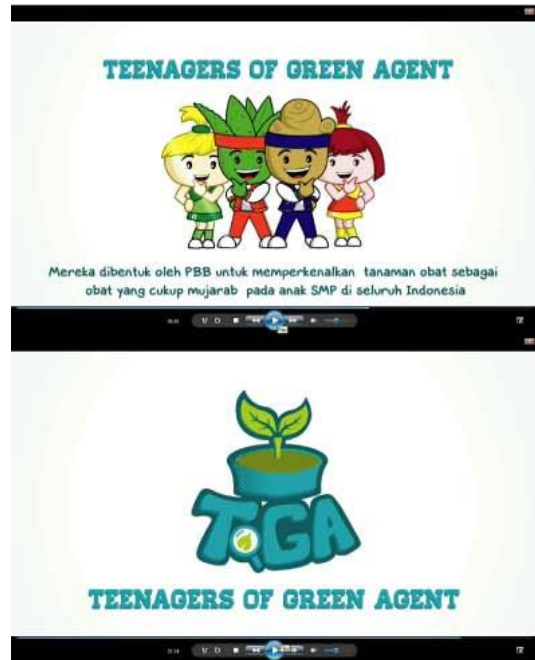 TEENAGERS OF GREEN AGENT
Mereka dibentuk oleh PBB untuk memperkenalkan tanaman obat sebagai
obat yang cukup mujarab pada anak SMP di seluruh Indonesia
TOGA
TEENAGERS OF GREEN AGENT